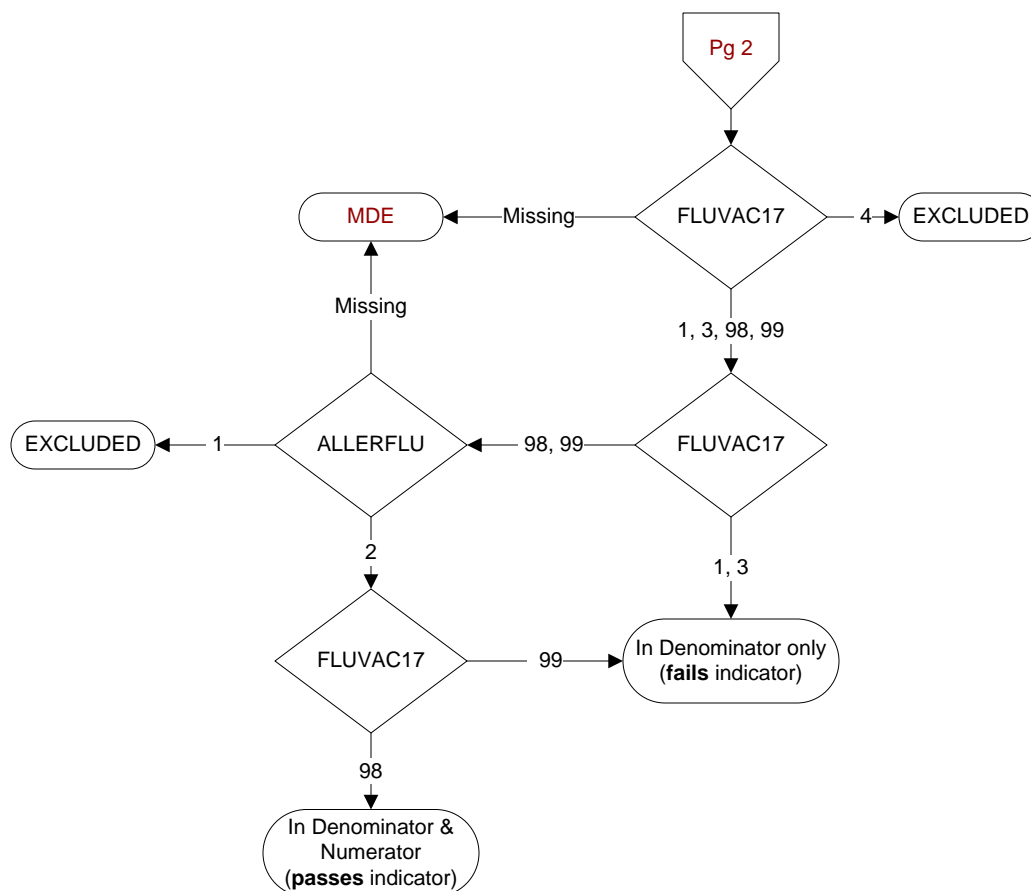 Pg 2
MDE
Missing
FLUVAC17
4
EXCLUDED
Missing
1, 3, 98, 99
EXCLUDED
1
ALLERFLU
98, 99
FLUVAC17
2
1, 3
FLUVAC17
99
In Denominator only
(fails indicator)
98
In Denominator &
Numerator
(passes indicator)